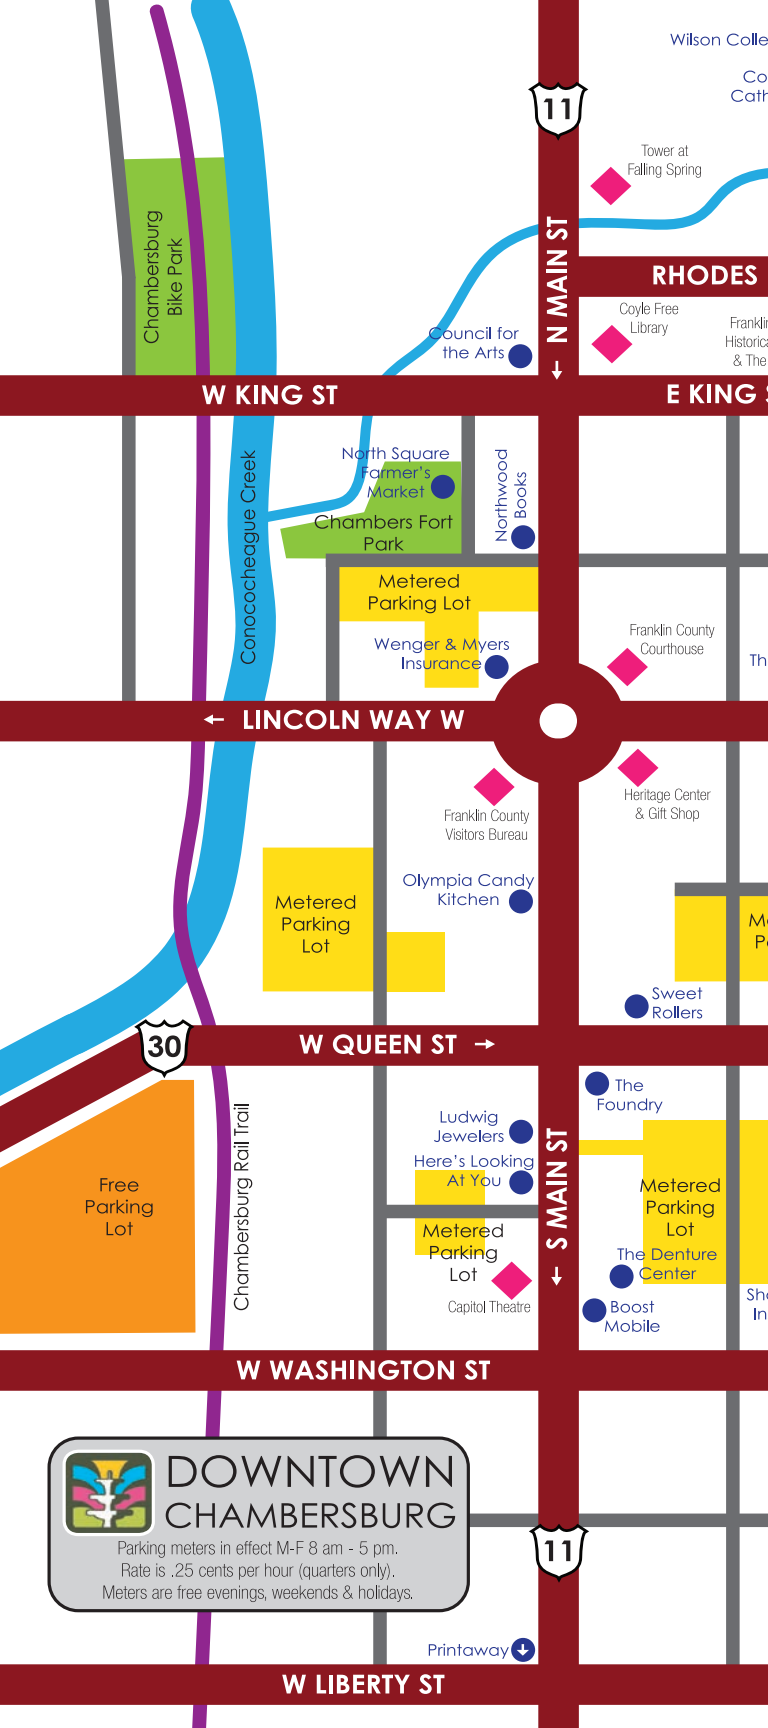 Wilson Colle
Co
Cath
11
Tower at
Falling Spring
Chambersburg
Bike Park
N MAIN ST
RHODES
Coyle Free
Library
Franklin
Historica
& The
Council for
the Arts
W KING ST
E KING S
North Square
Farmer's
Market
Northwood
Books
Conococheague Creek
Chambers Fort
Park
Metered
Parking Lot
Wenger & Myers
Insurance
Franklin County
Courthouse
Th
← LINCOLN WAY W
Franklin County
Visitors Bureau
Heritage Center
& Gift Shop
Olympia Candy
Kitchen
Metered
Parking
Lot
Me
Pa
Sweet
Rollers
30
W QUEEN ST →
The
Foundry
Ludwig
Jewelers
Here's Looking
At You
Chambersburg Rail Trail
S MAIN ST
Free
Parking
Lot
Metered
Parking
Lot
Metered
Parking
Lot
The Denture
Center
Capitol Theatre
Boost
Mobile
Sho
In
W WASHINGTON ST
DOWNTOWN
CHAMBERSBURG
Parking meters in effect M-F 8 am - 5 pm.
Rate is .25 cents per hour (quarters only).
Meters are free evenings, weekends & holidays.
11
Printaway
W LIBERTY ST